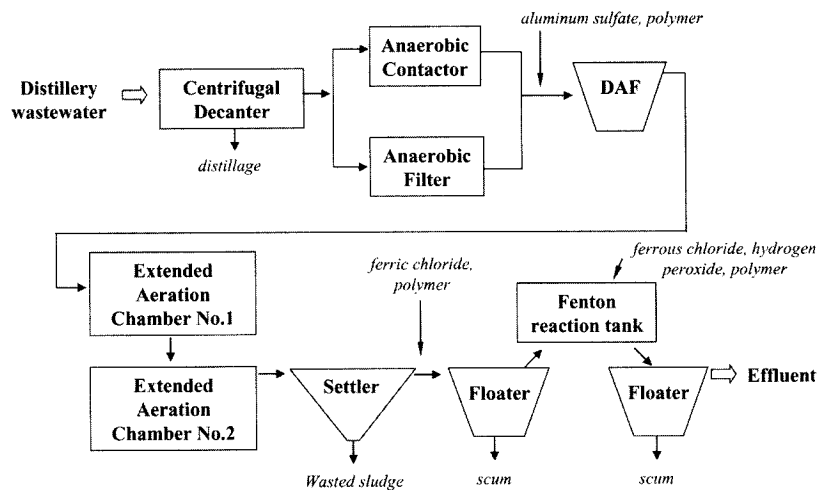 aluminum sulfate, polymer
Distillery
wastewater
Centrifugal
Decanter
distillage
Anaerobic
Contactor
Anaerobic
Filter
DAF
Extended
Aeration
Chamber No.1
Extended
Aeration
Chamber No.2
Settler
Wasted sludge
ferric chloride,
polymer
Floater
scum
ferrous chloride, hydrogen
peroxide, polymer
Fenton
reaction tank
Floater
scum
Effluent